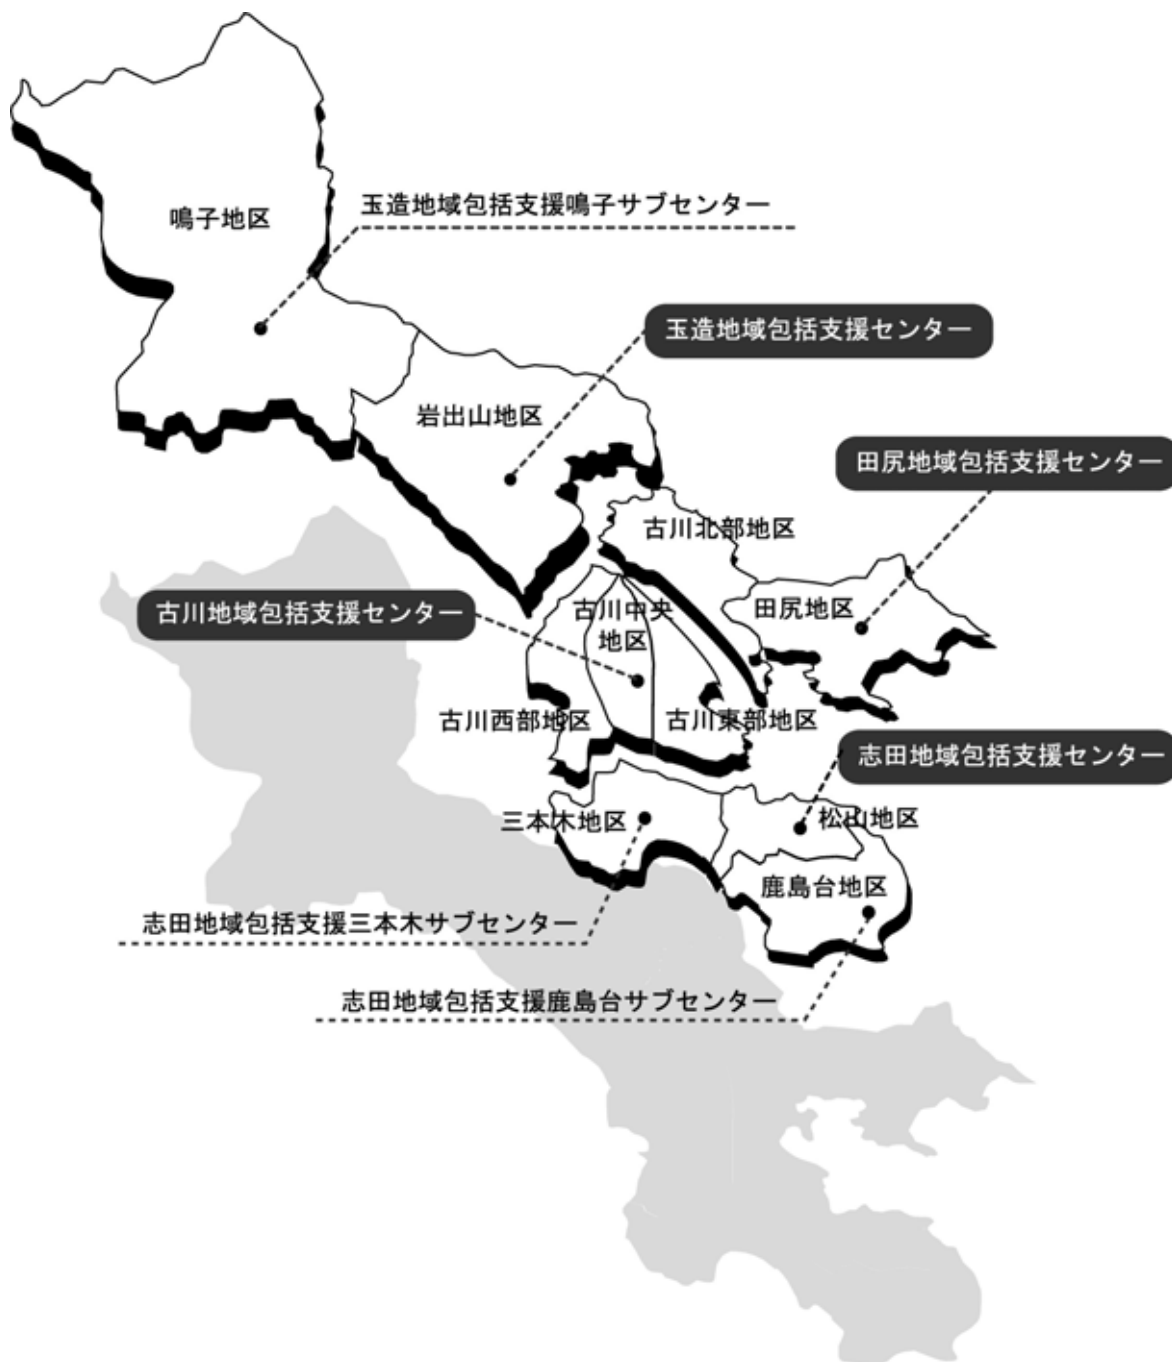 玉造地域包括支援鳴子サブセンター
鳴子地区
玉造地域包括支援センター
岩出山地区
田尻地域包括支援センター
古川北部地区
古川地域包括支援センター
古川中央
地区
田尻地区
古川西部地区
古川東部地区
志田地域包括支援センター
三本木地区
松山地区
鹿島台地区
志田地域包括支援三本木サブセンター
志田地域包括支援鹿島台サブセンター